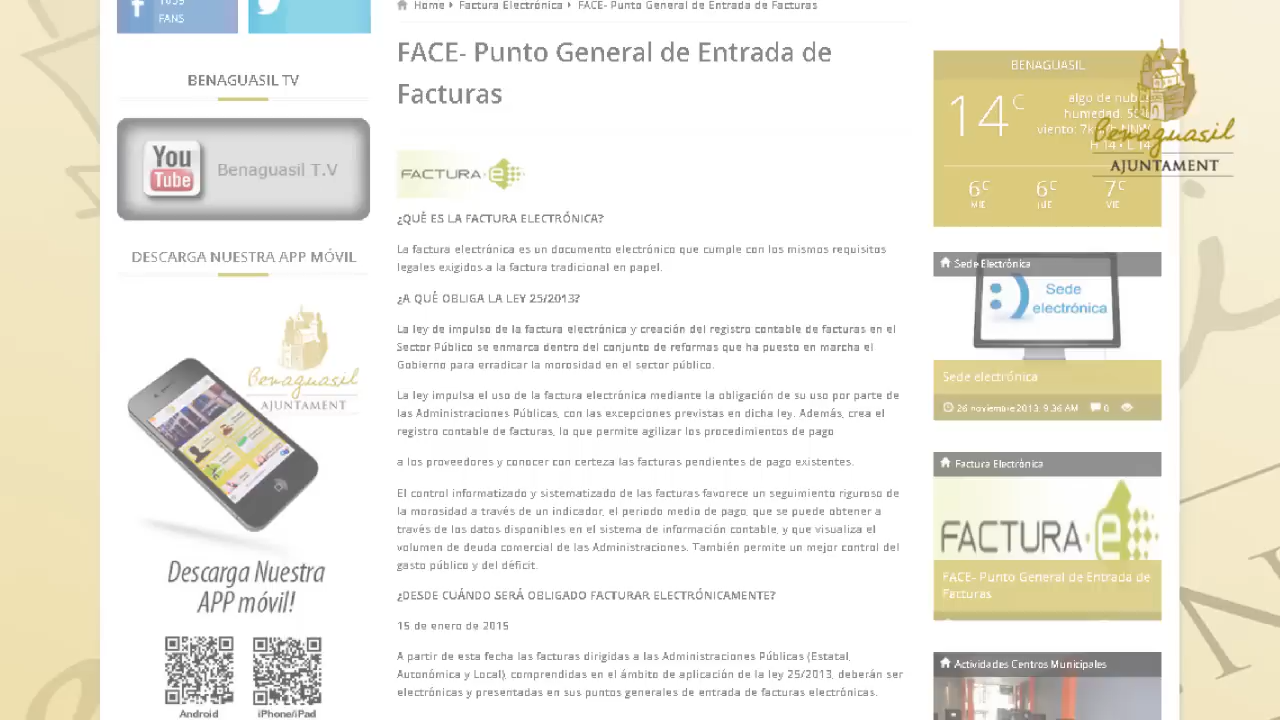 1639
FANS
BENAGUASIL TV
You
Tube
Benaguasil T.V
DESCARGA NUESTRA APP MÓVIL
Benaguasil
AJUNTAMENT
Descarga Nuestra
APP móvil!
Android
iPhone/iPad
Home
Factura Electrónica
FACE- Punto General de Entrada de Facturas
FACE- Punto General de Entrada de
Facturas
FACTURA-e
¿QUÉ ES LA FACTURA ELECTRÓNICA?
La factura electrónica es un documento electrónico que cumple con los mismos requisitos
legales exigidos a la factura tradicional en papel.
¿A QUÉ OBLIGA LA LEY 25/2013?
La ley de impulso de la factura electrónica y creación del registro contable de facturas en el
Sector Público se enmarca dentro del conjunto de reformas que ha puesto en marcha el
Gobierno para erradicar la morosidad en el sector público.
La ley impulsa el uso de la factura electrónica mediante la obligación de su uso por parte de
las Administraciones Públicas, con las excepciones previstas en dicha ley. Además, crea el
registro contable de facturas, lo que permite agilizar los procedimientos de pago
a los proveedores y conocer con certeza las facturas pendientes de pago existentes.
El control informatizado y sistematizado de las facturas favorece un seguimiento riguroso de
la morosidad a través de un indicador, el periodo medio de pago, que se puede obtener a
través de los datos disponibles en el sistema de información contable, y que visualiza el
volumen de deuda comercial de las Administraciones. También permite un mejor control del
gasto público y del déficit.
¿DESDE CUÁNDO SERÁ OBLIGADO FACTURAR ELECTRÓNICAMENTE?
15 de enero de 2015
A partir de esta fecha las facturas dirigidas a las Administraciones Públicas (Estatal,
Autonómica y Local), comprendidas en el ámbito de aplicación de la ley 25/2013, deberán ser
electrónicas y presentadas en sus puntos generales de entrada de facturas electrónicas.
BENAGUASIL
14 C
algo de
humedad:
viento:
H 14 • L 14
6C
6C
7C
MIÉ
JUE
VIE
Benaguasil
AJUNTAMENT
Sede Electrónica
Sede
electrónica
Sede electrónica
26 noviembre 2013, 9:36 AM
0
Factura Electrónica
FACTURA-e
FACE- Punto General de Entrada de
Facturas
Actividades Centros Municipales